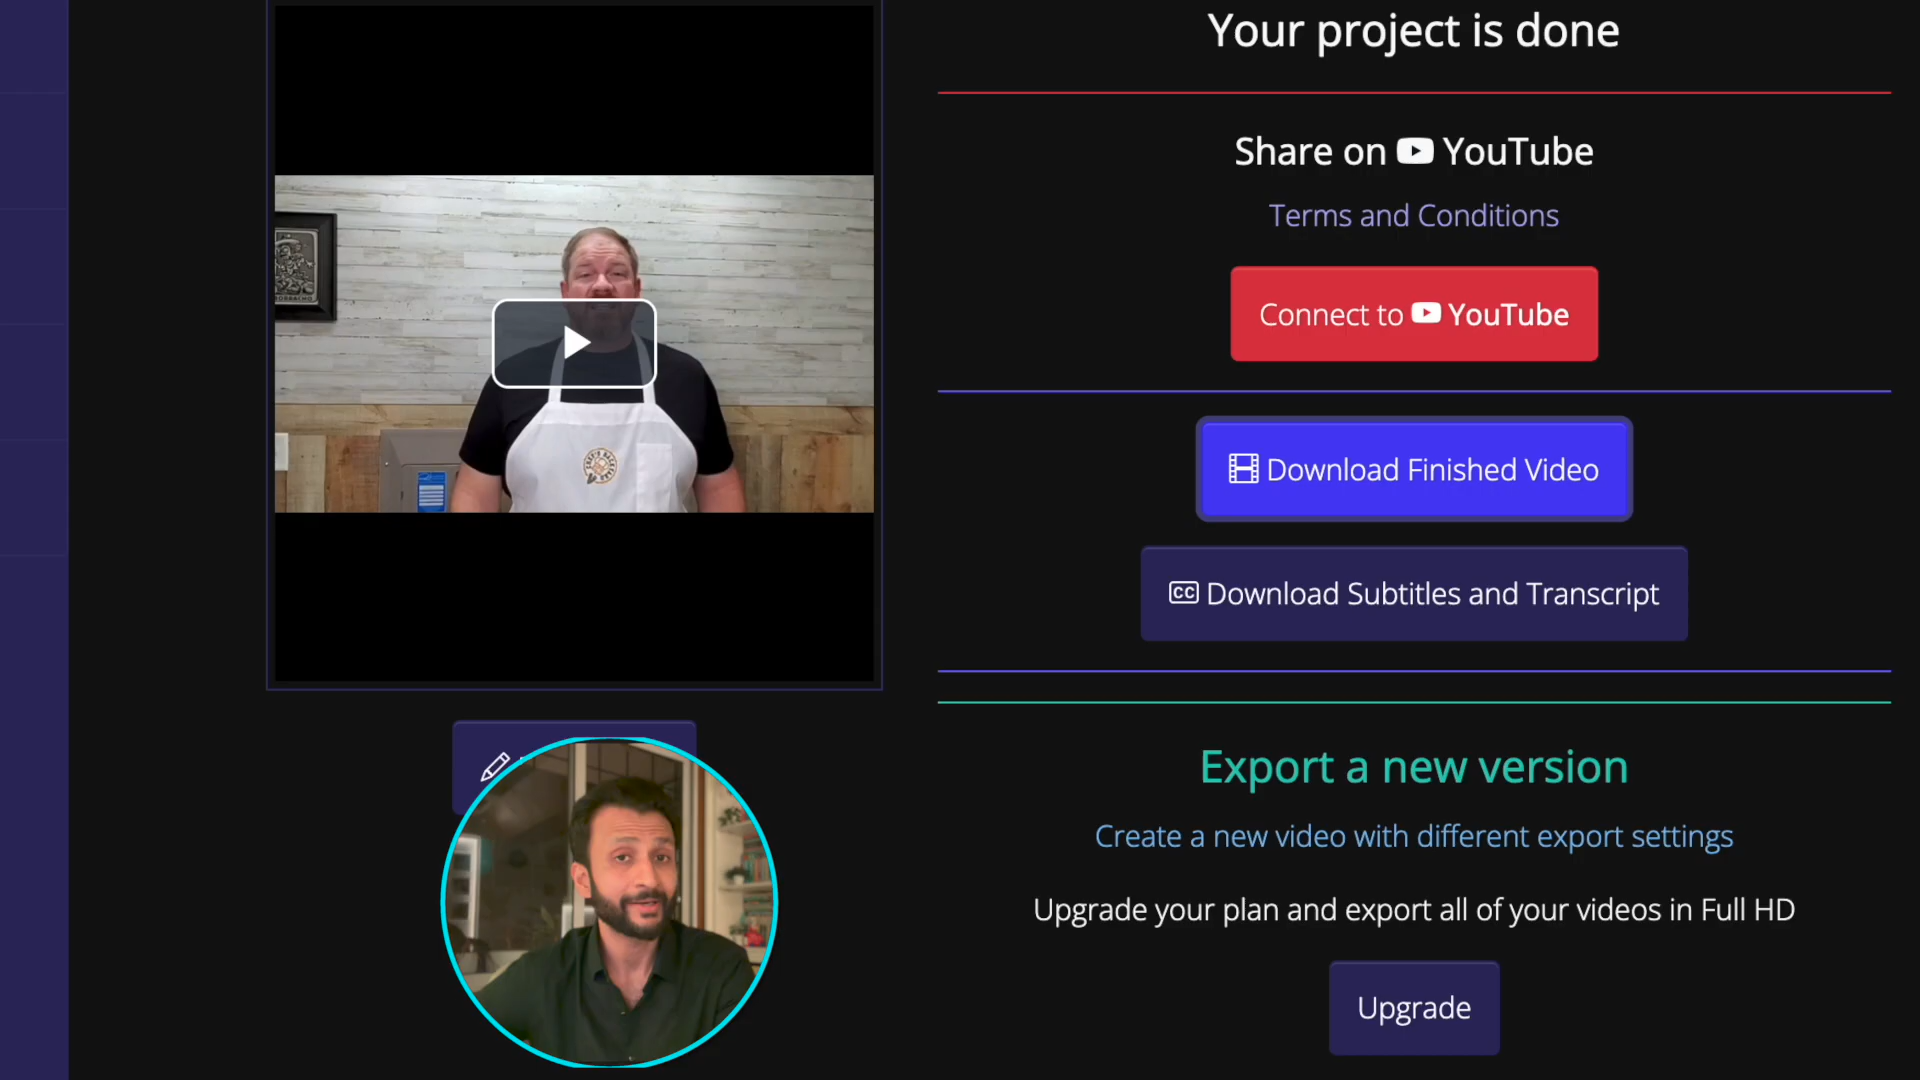 Your project is done
Share on YouTube
Terms and Conditions
Connect to YouTube
Download Finished Video
CC Download Subtitles and Transcript
Export a new version
Create a new video with different export settings
Upgrade your plan and export all of your videos in Full HD
Upgrade